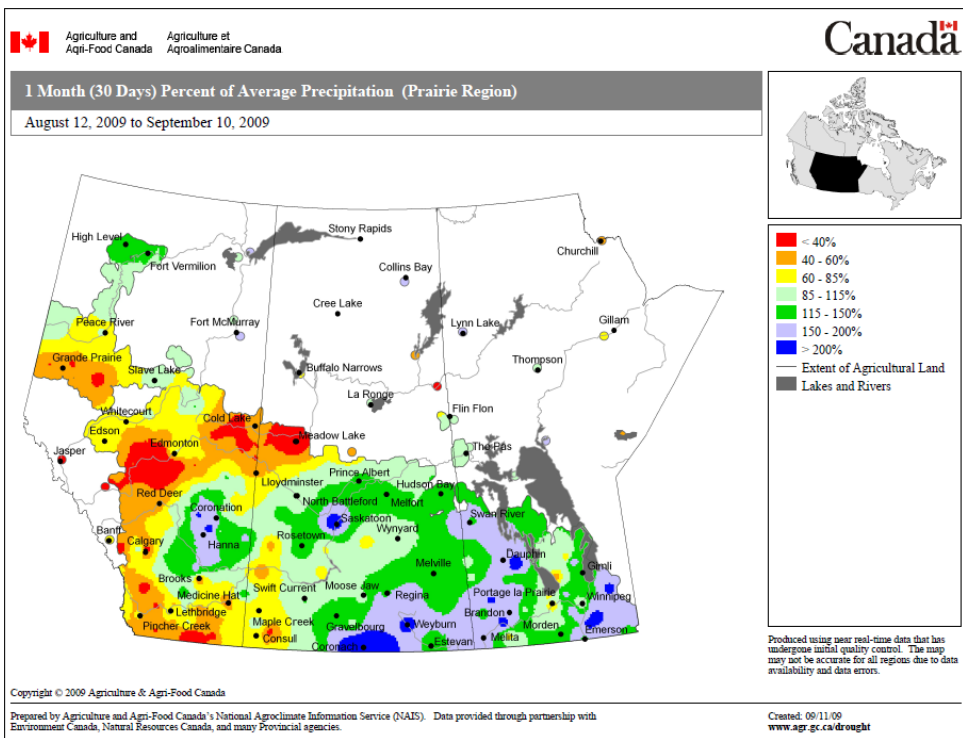 Agriculture and
Agri-Food Canada
Agriculture et
Agroalimentaire Canada
Canada
1 Month (30 Days) Percent of Average Precipitation (Prairie Region)
August 12, 2009 to September 10, 2009
Stony Rapids
High Level
Churchill
Fort Vermilion
Collins Bay
Cree Lake
Peace River
Fort McMurray
Lynn Lake
Gillam
Grande Prairie
Slave Lake
Buffalo Narrows
Thompson
La Ronge
Whitecourt
Cold Lake
Flin Flon
Edson
Edmonton
Meadow Lake
Jasper
The Pas
Prince Albert
Lloydminster
Hudson Bay
Red Deer
North Battleford
Melfort
Coronation
Saskatoon
Swan River
Banff
Hanna
Rosetown
Wynyard
Calgary
Dauphin
Melville
Gimli
Brooks
Swift Current
Moose Jaw
Regina
Portage la Prairie
Medicine Hat
Winnipeg
Lethbridge
Maple Creek
Brandon
Pigcher Creek
Gravelbourg
Weyburn
Morden
Emerson
Consull
Coronach
Estevan
Melita
< 40%
40 - 60%
60 - 85%
85 - 115%
115 - 150%
150 - 200%
> 200%
Extent of Agricultural Land
Lakes and Rivers
Produced using near real-time data that has
undergone initial quality control. The map
may not be accurate for all regions due to data
availability and data errors.
Copyright © 2009 Agriculture & Agri-Food Canada
Prepared by Agriculture and Agri-Food Canada's National Agroclimate Information Service (NAIS). Data provided through partnership with
Environment Canada, Natural Resources Canada, and many Provincial agencies.
Created: 09/11/09
www.agr.gc.ca/drought